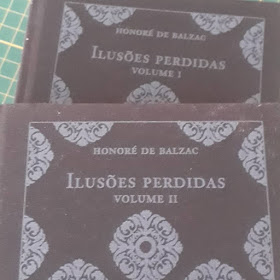 HONORÉ DE BALZAC
ILUSÕES PERDIDAS
VOLUME I
HONORÉ DE BALZAC
ILUSÕES PERDIDAS
VOLUME II